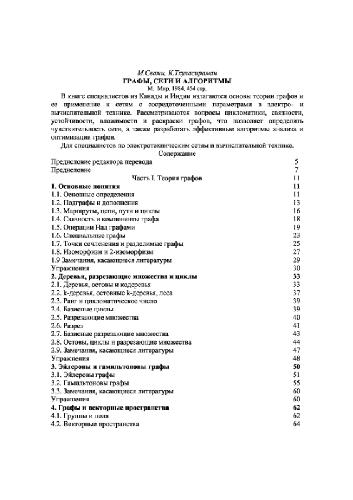 М.Свами, К.Тхуласираман
ГРАФЫ, СЕТИ И АЛГОРИТМЫ
М. Мир, 1984, 454 стр.
В книге специалистов из Канады и Индии излагаются основы теории графов и
ее применение к сетям с сосредоточенными параметрами в электро- и
вычислительной технике. Рассматриваются вопросы цикломатики, связности,
устойчивости, и раскраски графов, что позволяет определить
чувствительность сети, а также разработать эффективные алгоритмы анализа и
оптимизации графов.
Для специалистов по электротехническим сетям и вычислительной технике.
Содержание
Предисловие редактора перевода 5
Предисловие 7
Часть I. Теория графов 11
1. Основные понятия 11
1.1. Основные определения 11
1.2. Подграфы и дополнения 13
1.3. Маршруты, цепи, пути и циклы 16
1.4. Связность и компоненты графа 18
1.5. Операции Над графами 19
1.6. Специальные графы 23
1.7. Точки сочленения и разделимые графы 25
1.8. Изоморфизм и 2-изоморфизм 27
1.9 Замечания, касающиеся литературы 29
Упражнения 30
2. Деревья, разрезающие множества и циклы 33
2.1. Деревья, остовы и кодеревья 33
2.2. k-деревья, остовные k-деревья, леса 37
2.3. Ранг и цикломатическое число 39
2.4. Базисные циклы 39
2.5. Разрезающие множества 40
2.6. Разрез 41
2.7. Базисные разрезающие множества 43
2.8. Остовы, циклы и разрезающие множества 44
2.9. Замечания, касающиеся литературы 47
Упражнения 48
3. Эйлеровы и гамильтоновы графы 50
3.1. Эйлеровы графы 51
3.2. Гамильтоновы графы 55
3.3. Замечания, касающиеся литературы 60
Упражнения 60
4. Графы и векторные пространства 62
4.1. Группы и поля 62
4.2. Векторные пространства 64